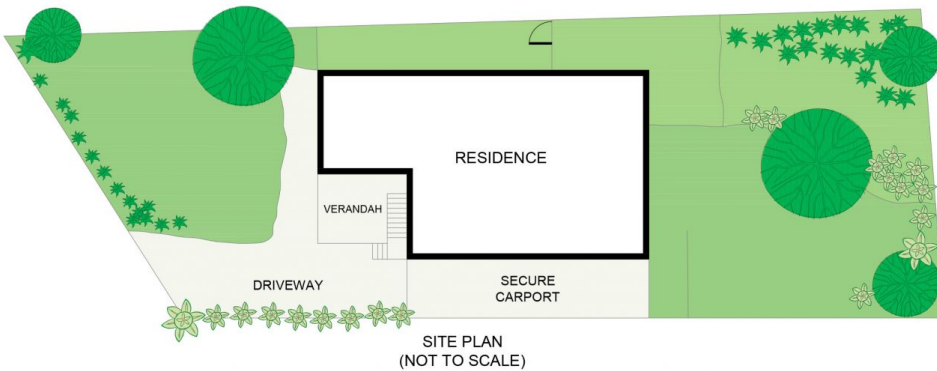 RESIDENCE
VERANDAH
DRIVEWAY
SECURE
CARPORT
SITE PLAN
(NOT TO SCALE)